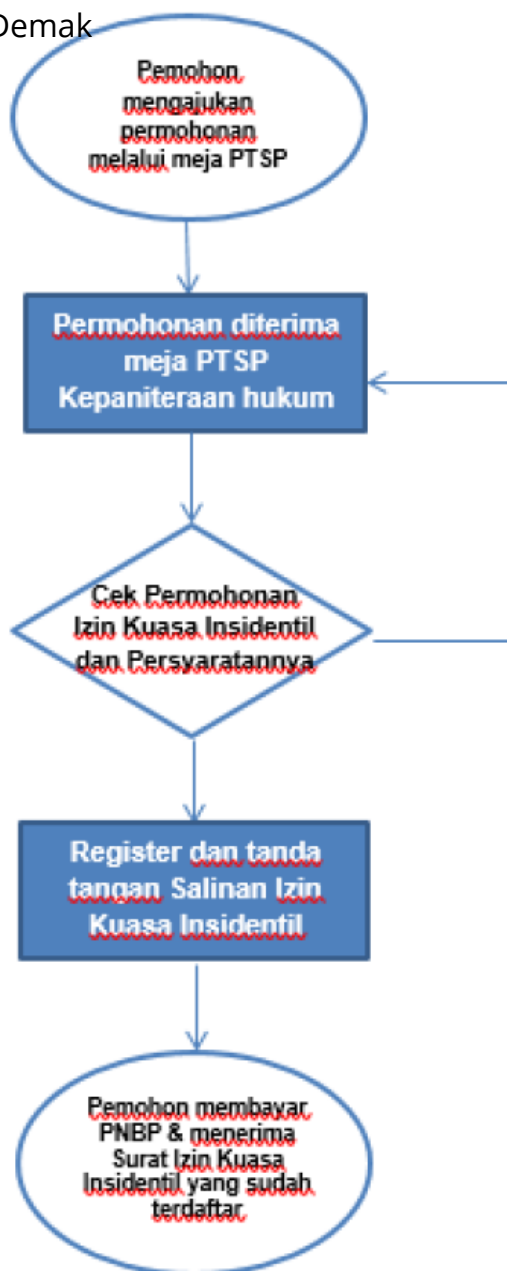 Demak
Pemohon
mengajukan
permohonan
melalui meja PTSP
Permohonan diterima
meja PTSP
Kepaniteraan hukum
Cek Permohonan
Izin Kuasa Insidentil
dan Persyaratannya
Register dan tanda
tangan Salinan Izin
Kuasa Insidentil
Pemohon membayar
PNBP & menerima
Surat Izin Kuasa
Insidentil yang sudah
terdaftar